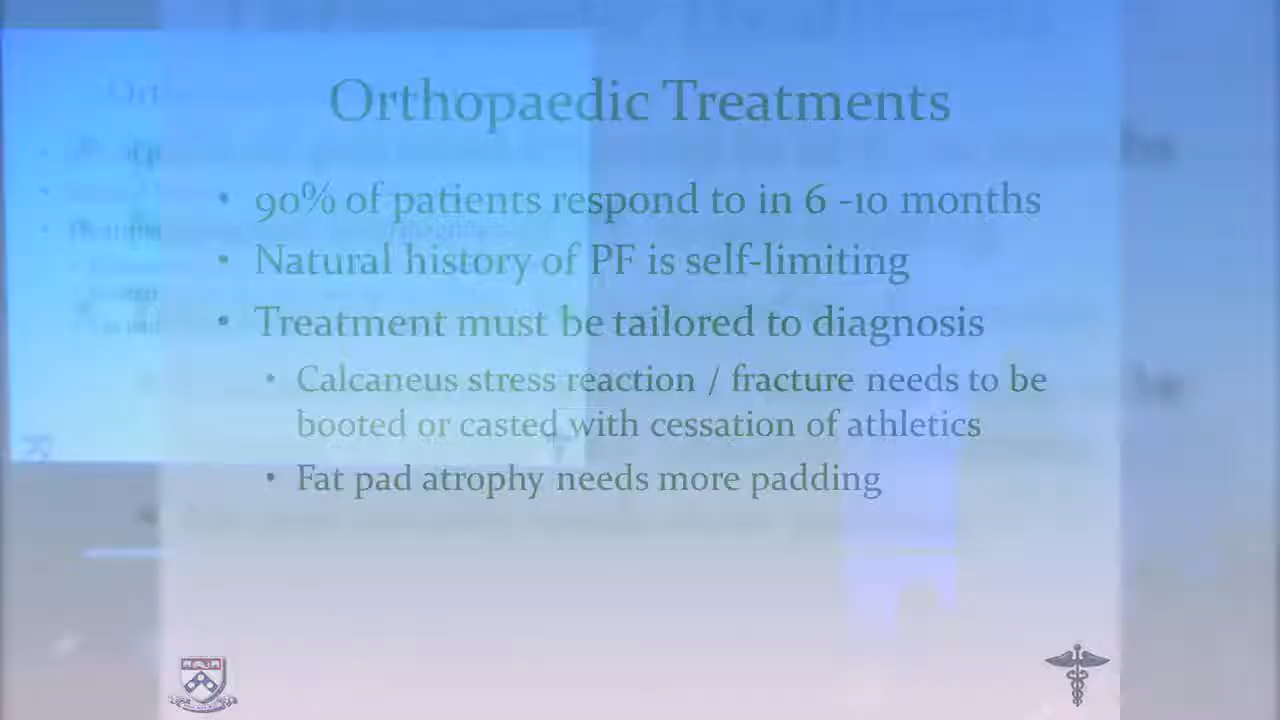 Orthopaedic Treatments
• 90% of patients respond to in 6 -10 months
• Natural history of PF is self-limiting
• Treatment must be tailored to diagnosis
• Calcaneus stress reaction / fracture needs to be
booted or casted with cessation of athletics
• Fat pad atrophy needs more padding